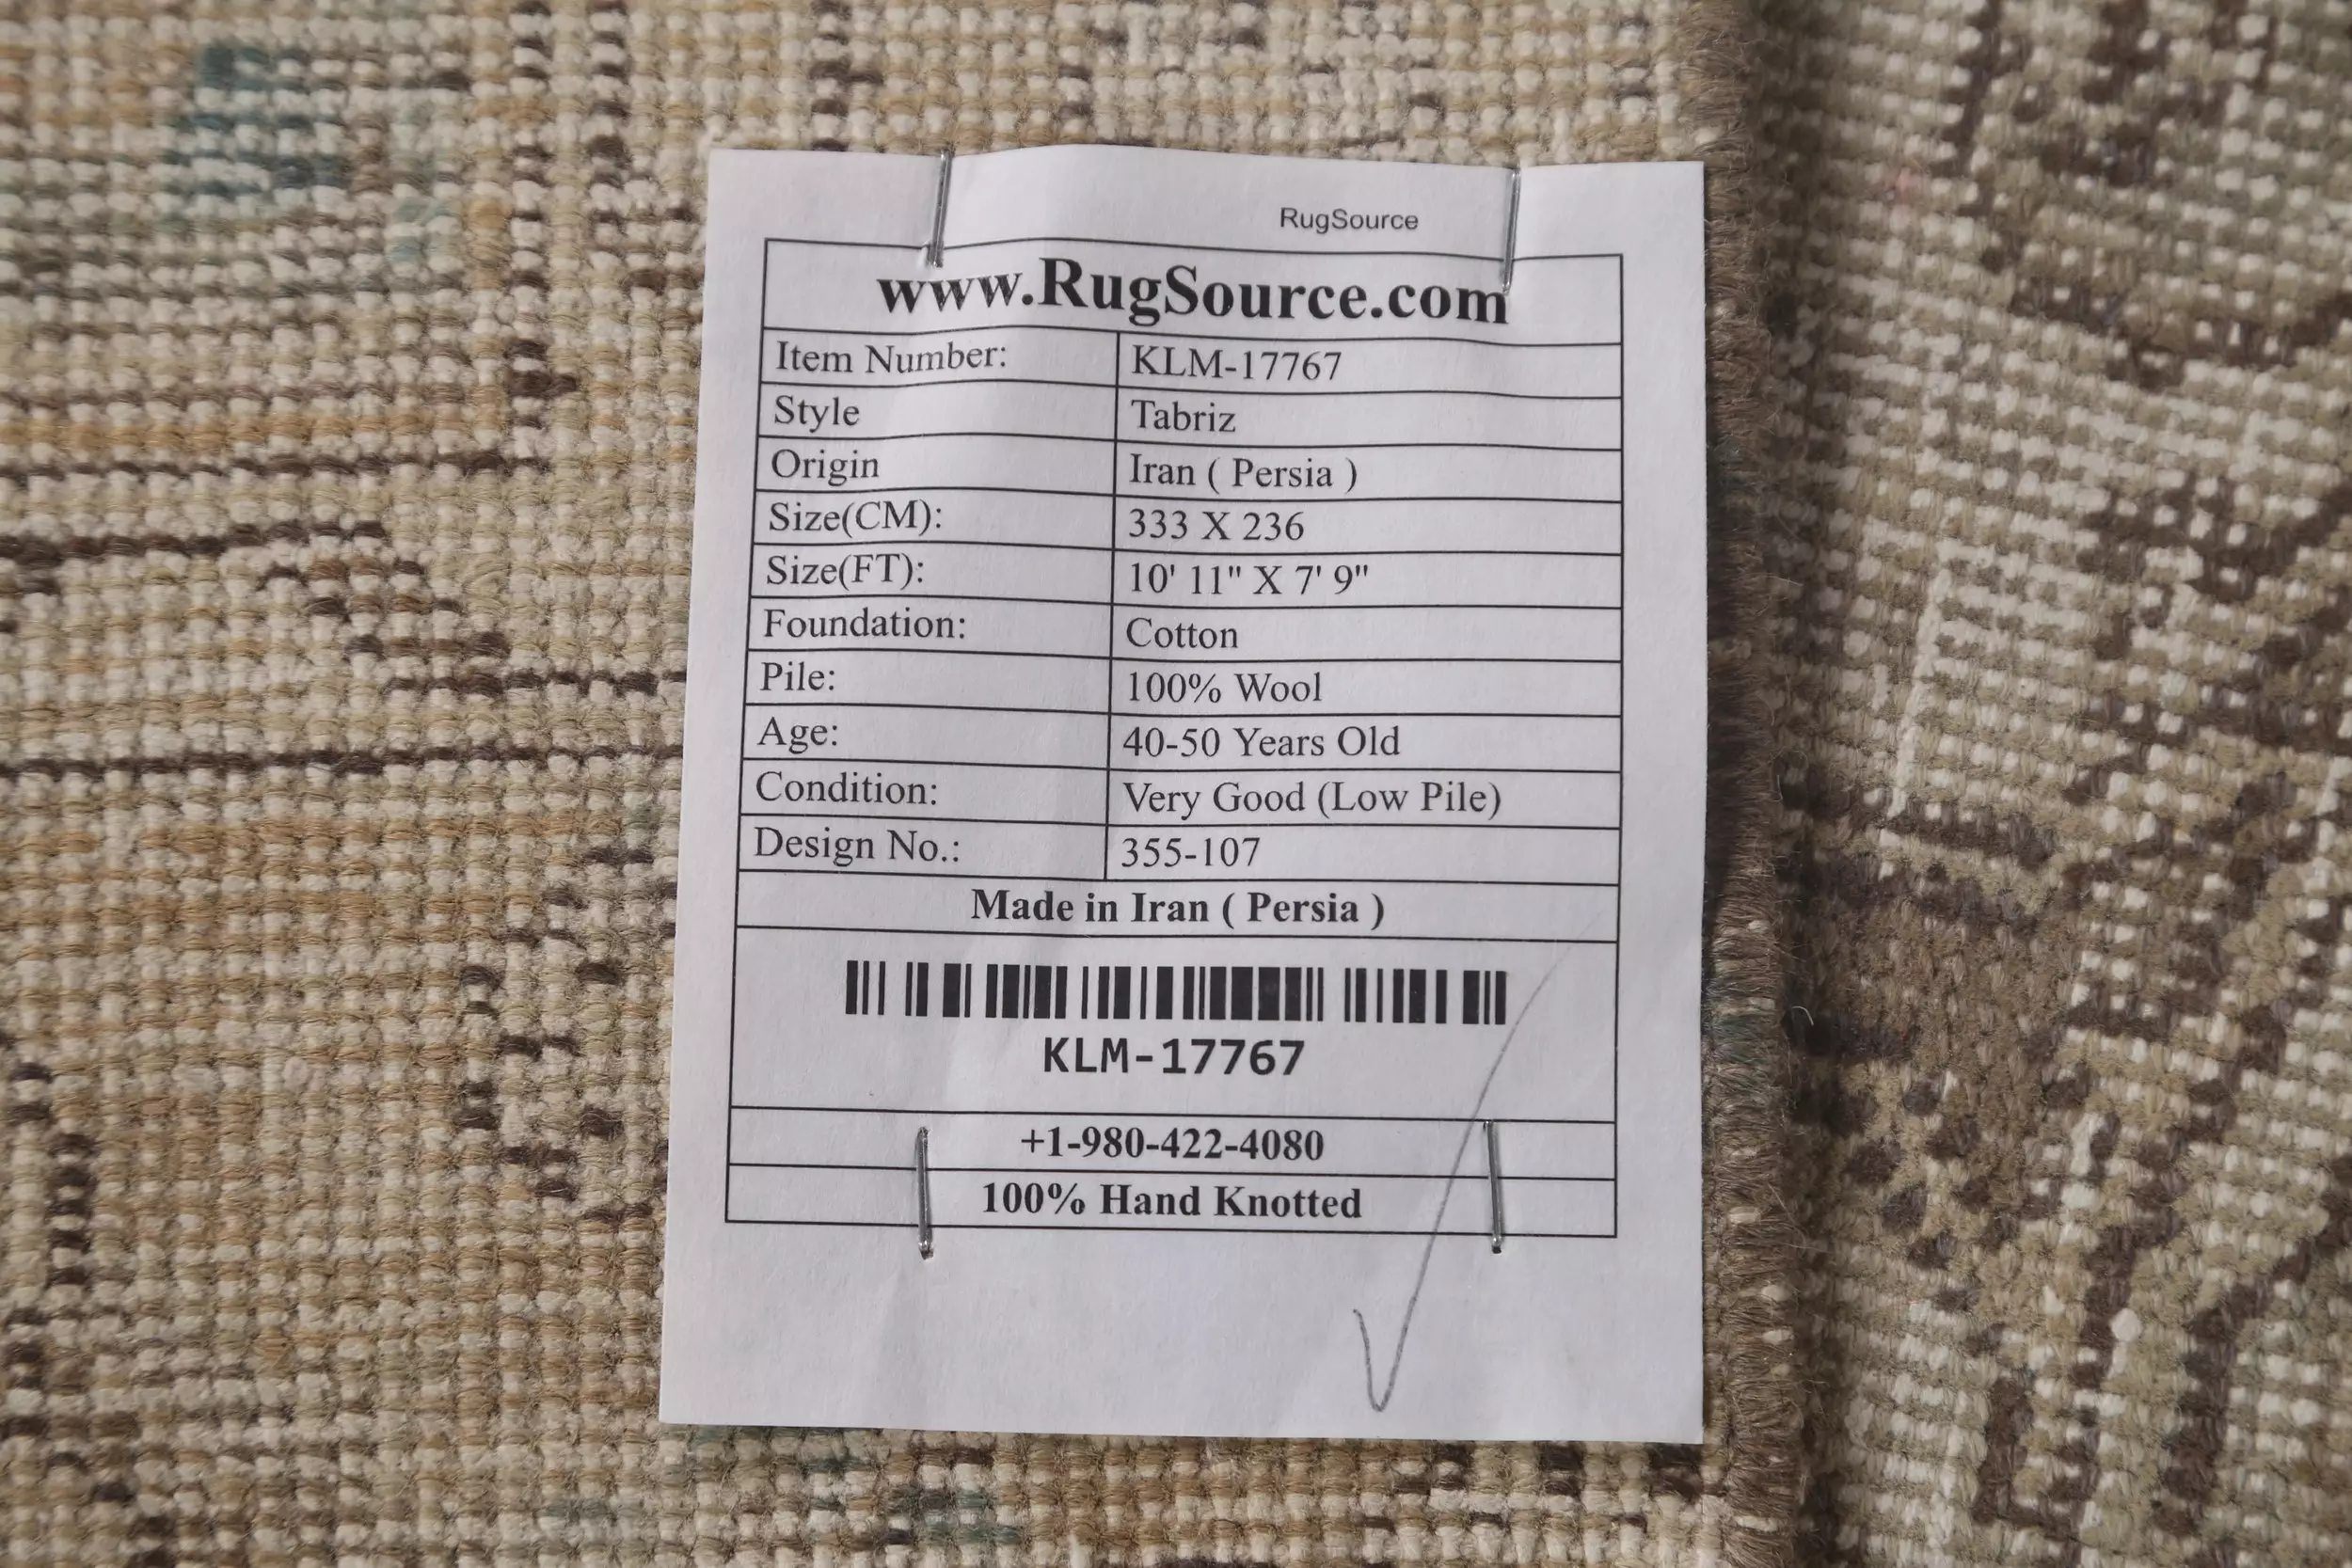 RugSource
www.RugSource.com
Item Number: KLM-17767
Style Tabriz
Origin Iran ( Persia )
Size(CM): 333 X 236
Size(FT): 10' 11" X 7' 9"
Foundation: Cotton
Pile: 100% Wool
Age: 40-50 Years Old
Condition: Very Good (Low Pile)
Design No.: 355-107
Made in Iran ( Persia )
KLM-17767
+1-980-422-4080
100% Hand Knotted